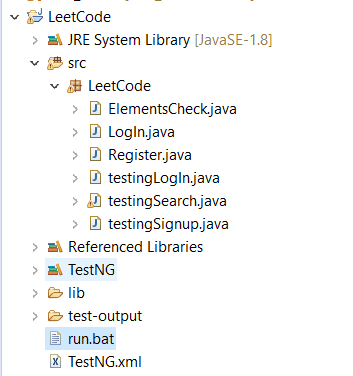 LeetCode
JRE System Library [JavaSE-1.8]
src
LeetCode
ElementsCheck.java
LogIn.java
Register.java
testingLogIn.java
testingSearch.java
testingSignup.java
Referenced Libraries
TestNG
lib
test-output
run.bat
TestNG.xml